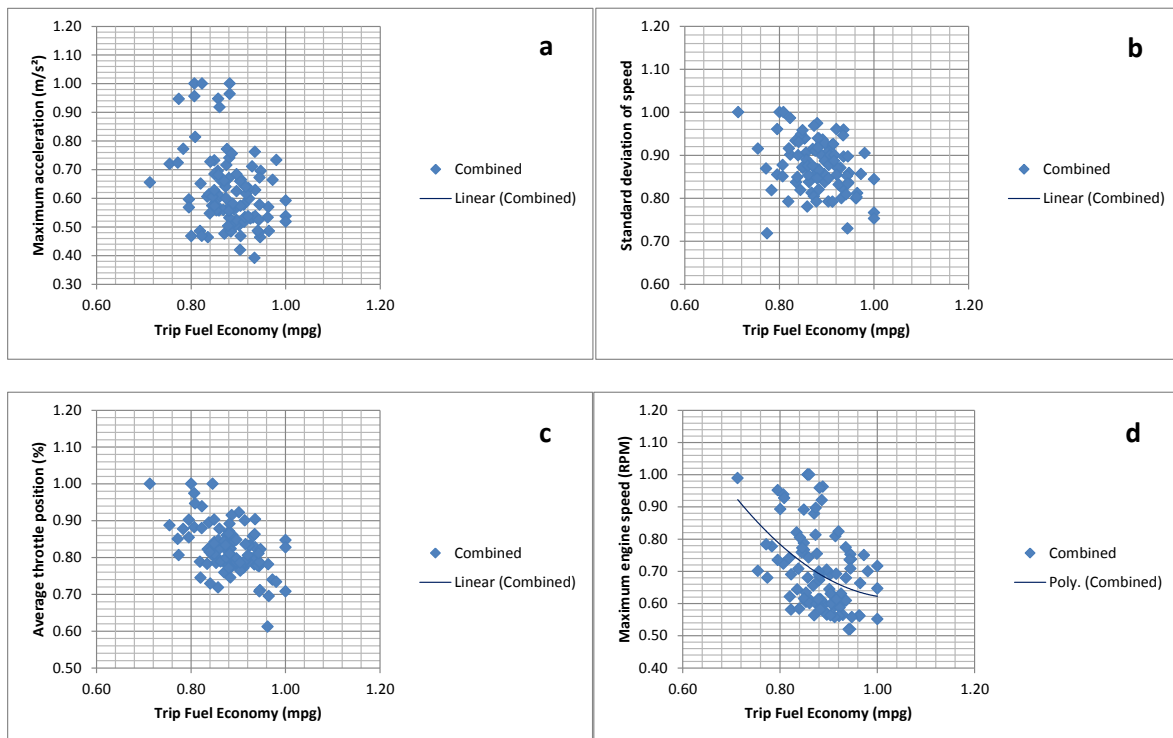 a
Maximum acceleration (m/s²)
1.20
1.10
1.00
0.90
0.80
0.70
0.60
0.50
0.40
0.30
0.60 0.80 1.00 1.20
Trip Fuel Economy (mpg)
Combined
Linear (Combined)
b
Standard deviation of speed
1.20
1.10
1.00
0.90
0.80
0.70
0.60
0.60 0.80 1.00 1.20
Trip Fuel Economy (mpg)
Combined
Linear (Combined)
c
Average throttle position (%)
1.20
1.10
1.00
0.90
0.80
0.70
0.60
0.50
0.60 0.80 1.00 1.20
Trip Fuel Economy (mpg)
Combined
Linear (Combined)
d
Maximum engine speed (RPM)
1.20
1.10
1.00
0.90
0.80
0.70
0.60
0.50
0.40
0.60 0.80 1.00 1.20
Trip Fuel Economy (mpg)
Combined
Poly. (Combined)